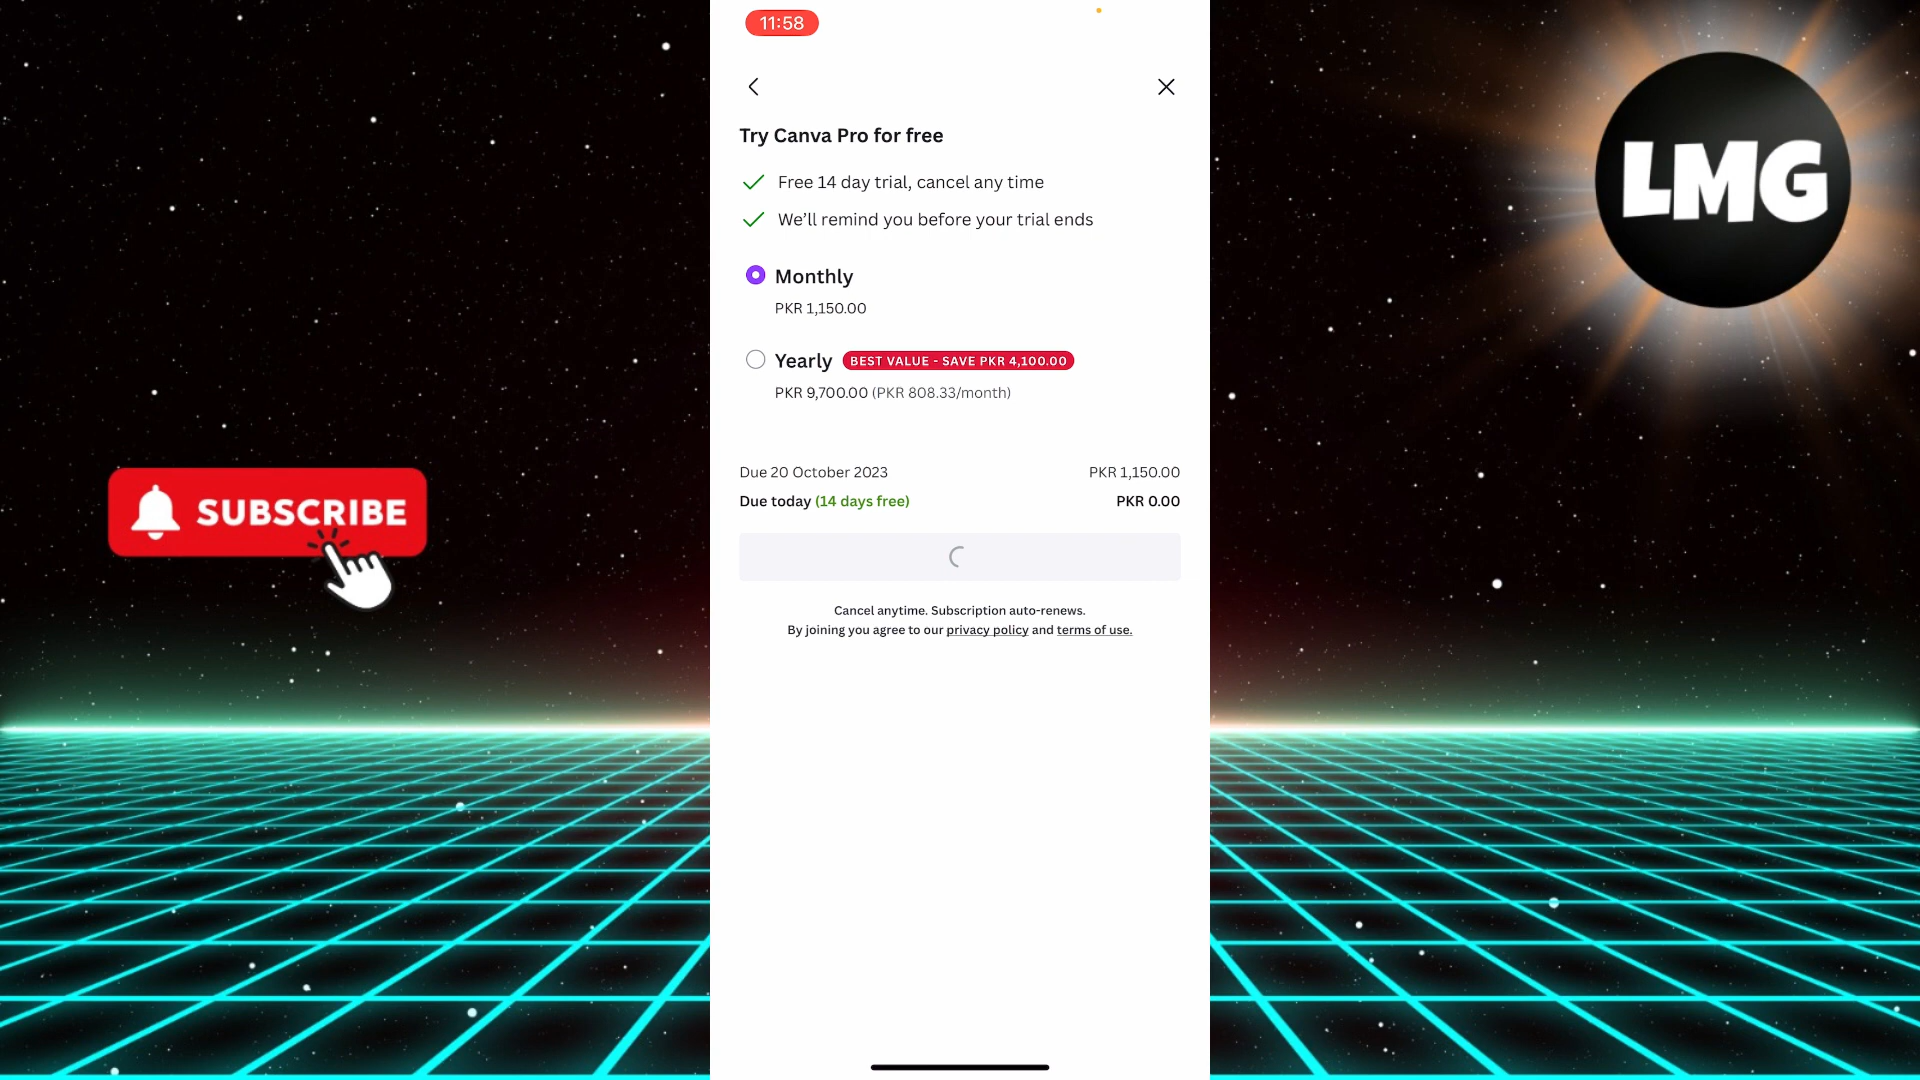 11:58
Try Canva Pro for free
Free 14 day trial, cancel any time
We’ll remind you before your trial ends
Monthly
PKR 1,150.00
Yearly BEST VALUE - SAVE PKR 4,100.00
PKR 9,700.00 (PKR 808.33/month)
Due 20 October 2023 PKR 1,150.00
Due today (14 days free) PKR 0.00
Cancel anytime. Subscription auto-renews.
By joining you agree to our privacy policy and terms of use.
SUBSCRIBE
LMG